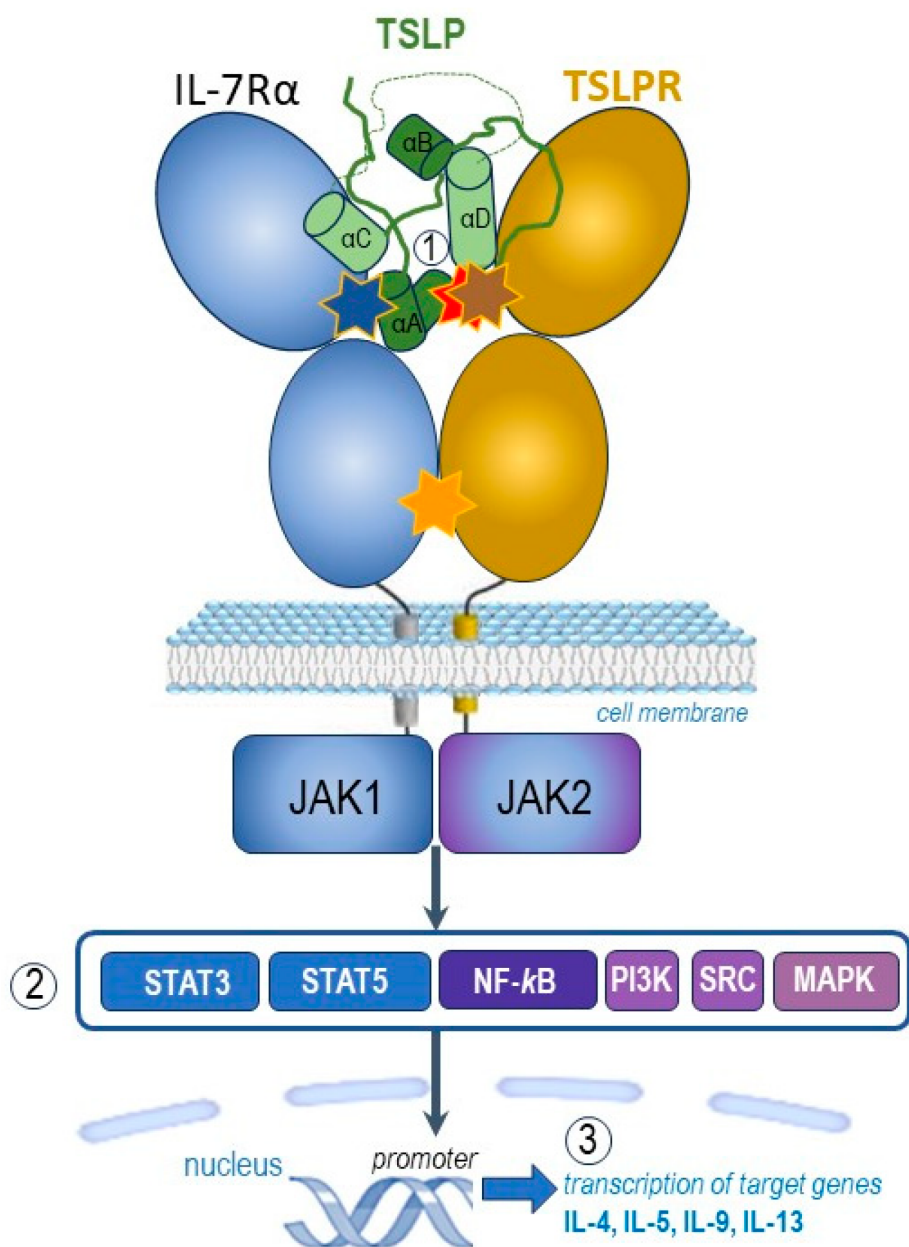 TSLP
IL-7Rα
TSLPR
αB
αC
αD
1
αA
cell membrane
JAK1
JAK2
2
STAT3
STAT5
NF-kB
PI3K
SRC
MAPK
3
nucleus
promoter
transcription of target genes
IL-4, IL-5, IL-9, IL-13